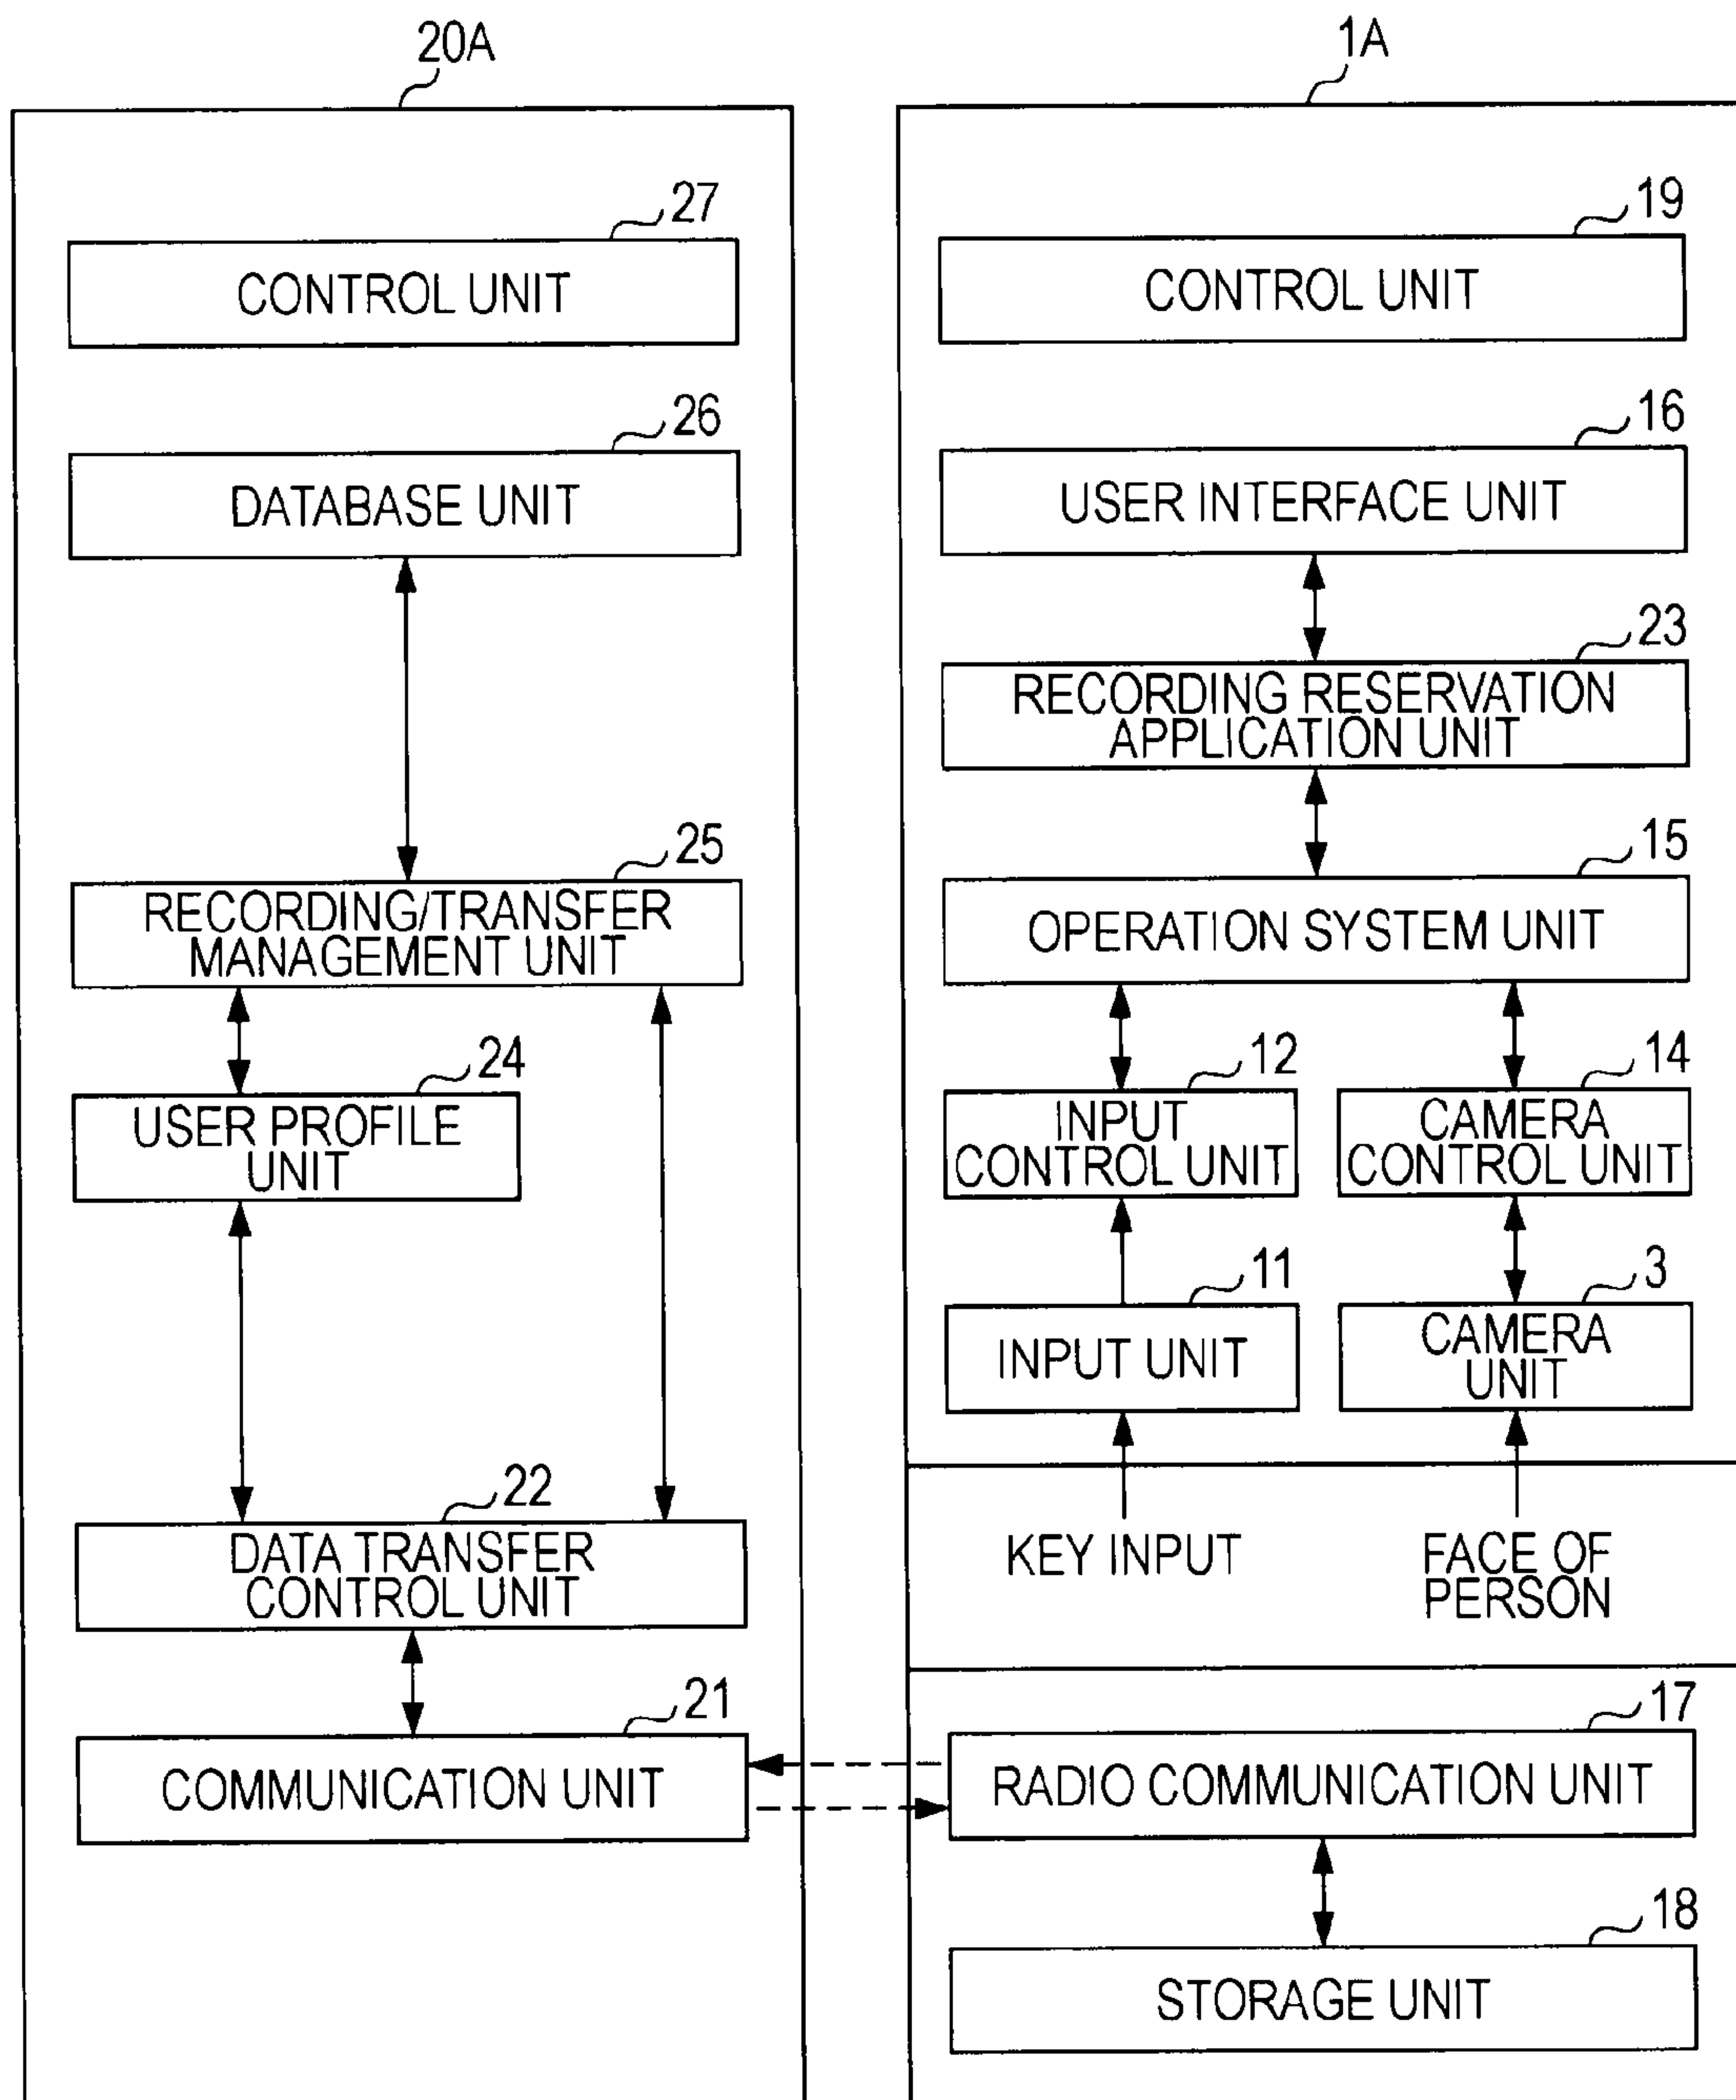 20A
27
CONTROL UNIT
26
DATABASE UNIT
25
RECORDING/TRANSFER
MANAGEMENT UNIT
24
USER PROFILE
UNIT
22
DATA TRANSFER
CONTROL UNIT
21
COMMUNICATION UNIT
1A
19
CONTROL UNIT
16
USER INTERFACE UNIT
23
RECORDING RESERVATION
APPLICATION UNIT
15
OPERATION SYSTEM UNIT
12
INPUT
CONTROL UNIT
14
CAMERA
CONTROL UNIT
11
INPUT UNIT
3
CAMERA
UNIT
KEY INPUT
FACE OF
PERSON
17
RADIO COMMUNICATION UNIT
18
STORAGE UNIT